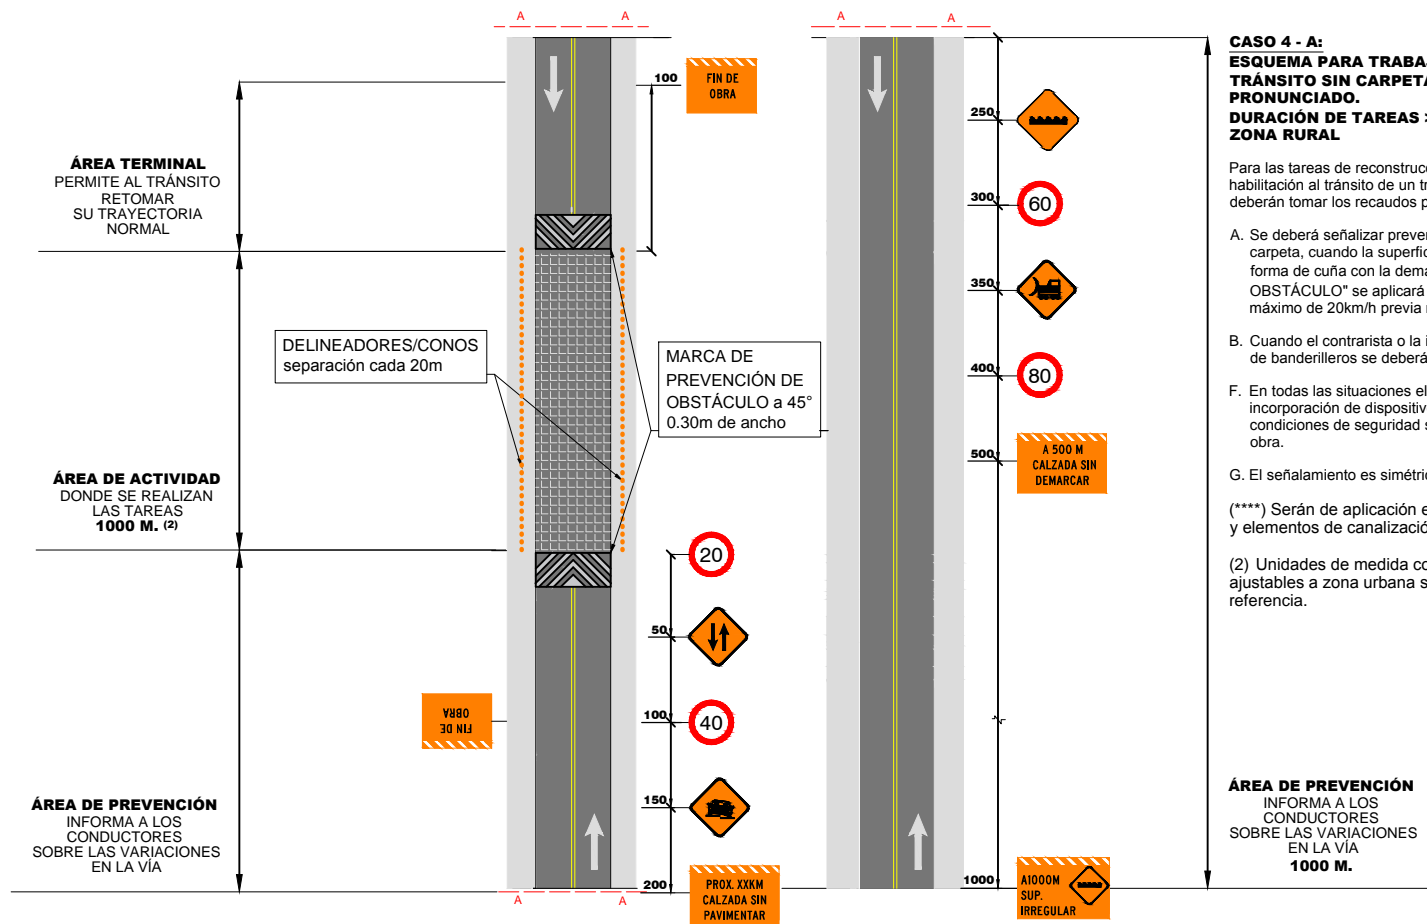 A
A
A
A
ÁREA TERMINAL
PERMITE AL TRÁNSITO
RETOMAR
SU TRAYECTORIA
NORMAL
100
FIN DE
OBRA
DELINEADORES/CONOS
separación cada 20m
MARCA DE
PREVENCIÓN DE
OBSTÁCULO a 45°
0.30m de ancho
ÁREA DE ACTIVIDAD
DONDE SE REALIZAN
LAS TAREAS
1000 M. (2)
20
50
100
40
FIN DE
OBRA
150
ÁREA DE PREVENCIÓN
INFORMA A LOS
CONDUCTORES
SOBRE LAS VARIACIONES
EN LA VÍA
200
PROX. XXKM
CALZADA SIN
PAVIMENTAR
A
A
250
300
60
350
400
80
500
A 500 M
CALZADA SIN
DEMARCAR
1000
A1000M
SUP.
IRREGULAR
CASO 4 - A:
ESQUEMA PARA TRABA
TRÁNSITO SIN CARPETA
PRONUNCIADO.
DURACIÓN DE TAREAS
ZONA RURAL
Para las tareas de reconstruc
habilitación al tránsito de un tr
deberán tomar los recaudos p
A. Se deberá señalizar preve
carpeta, cuando la superfic
forma de cuña con la dema
OBSTÁCULO" se aplicará
máximo de 20km/h previa
B. Cuando el contrarista o la i
de banderilleros se deberá
F. En todas las situaciones el
incorporación de dispositiv
condiciones de seguridad s
obra.
G. El señalamiento es simétric
(****) Serán de aplicación e
y elementos de canalizació
(2) Unidades de medida co
ajustables a zona urbana s
referencia.
ÁREA DE PREVENCIÓN
INFORMA A LOS
CONDUCTORES
SOBRE LAS VARIACIONES
EN LA VÍA
1000 M.